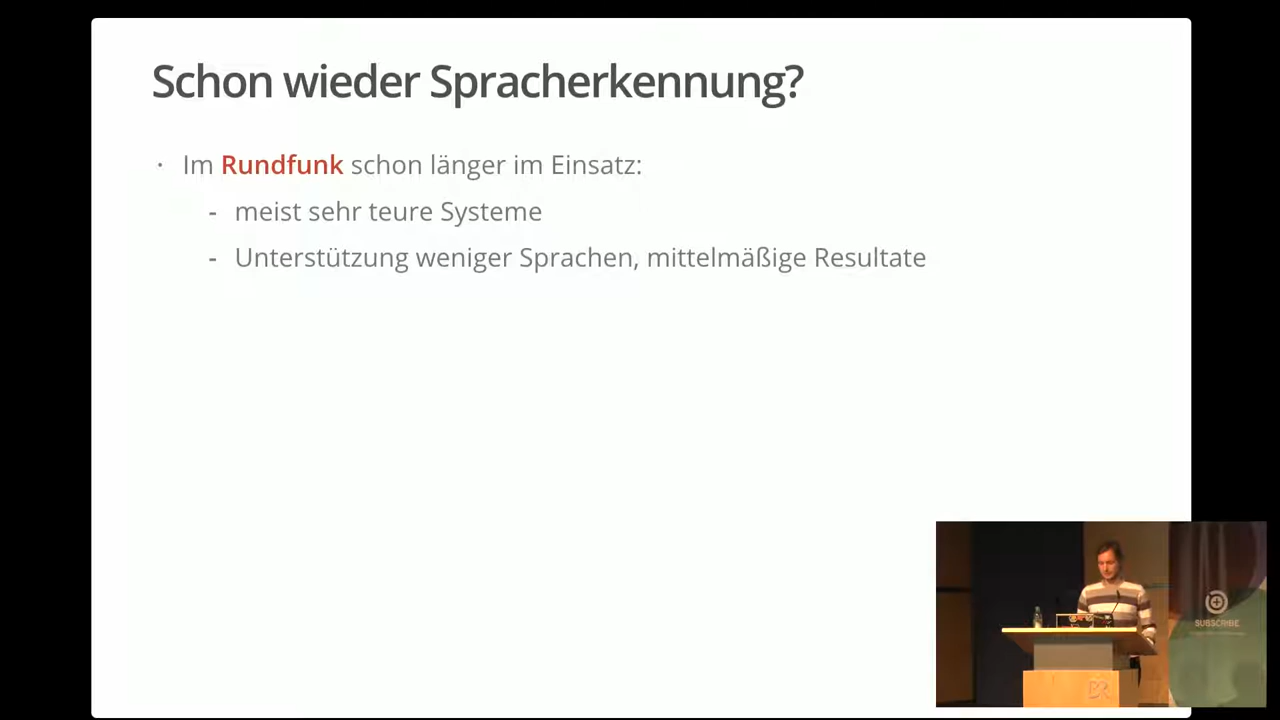 Schon wieder Spracherkennung?
· Im Rundfunk schon länger im Einsatz:
- meist sehr teure Systeme
- Unterstützung weniger Sprachen, mittelmäßige Resultate
SUBSCRIBE
BR